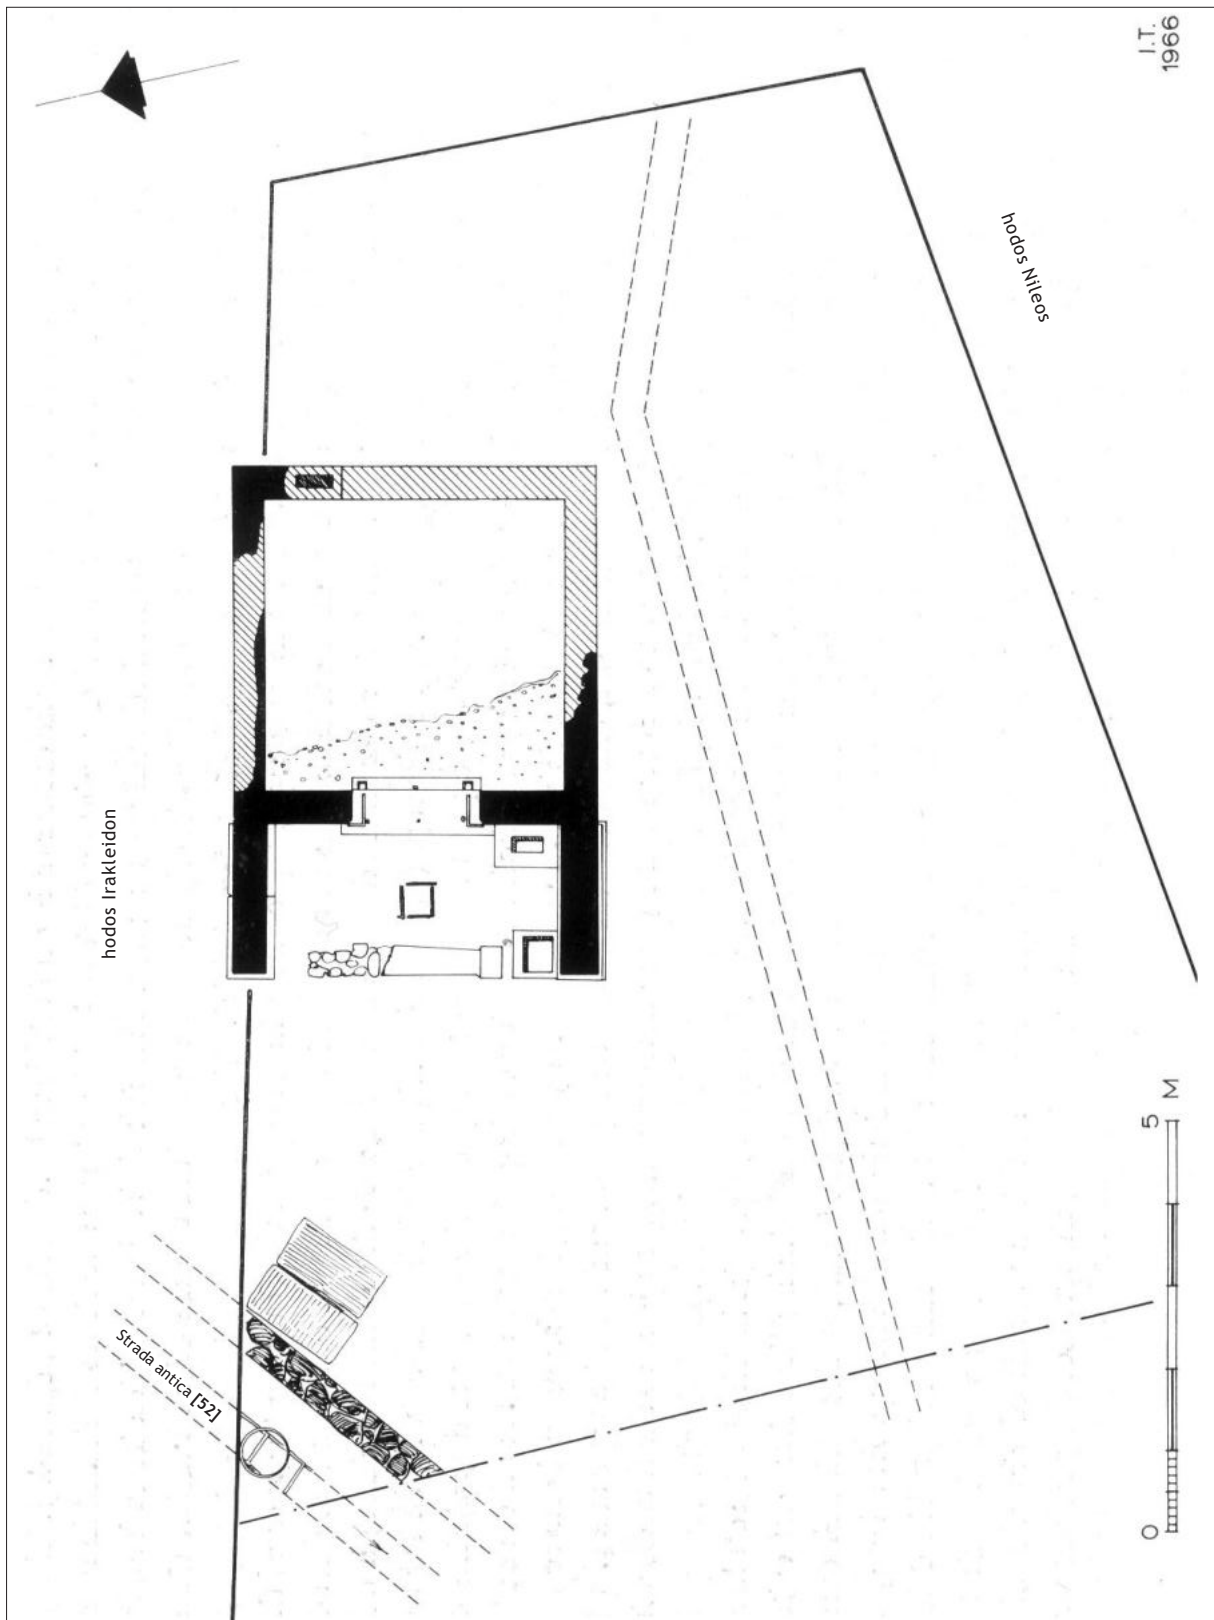 J.T.
1966
hodos Nileos
hodos Irakleidon
Strada antica [52]
0 5 M